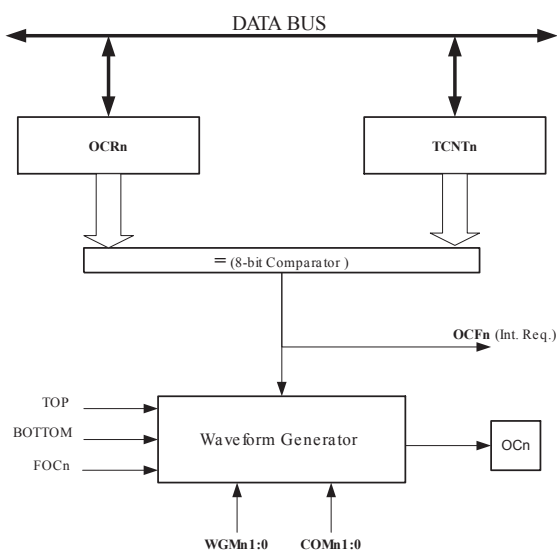 DATA BUS
OCRn
TCNTn
= (8-bit Comparator )
OCFn (Int. Req.)
TOP
BOTTOM
FOCn
Waveform Generator
OCn
WGMn1:0
COMn1:0